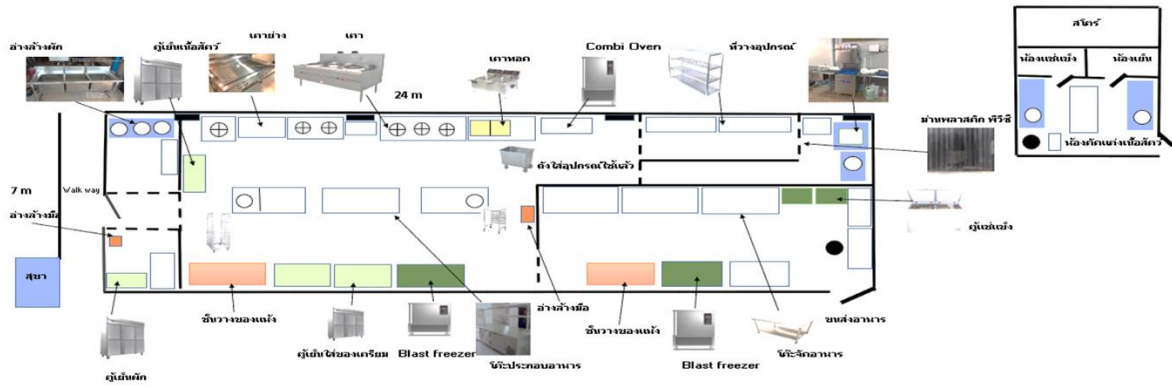 สโตร์
ห้องแช่แข็ง
ห้องเย็น
ห้องตัดแต่งเนื้อสัตว์
อ่างล้างผัก
ตู้เย็นเนื้อสัตว์
เตาย่าง
เตา
เตาทอด
Combi Oven
ที่วางอุปกรณ์
24 m
ม่านพลาสติก พีวีซี
ถังใส่อุปกรณ์ใช้แล้ว
7 m
Walk way
อ่างล้างมือ
ตู้แช่แข็ง
สุขา
ชั้นวางของแห้ง
อ่างล้างมือ
ชั้นวางของแห้ง
ขนส่งอาหาร
ตู้เย็นใส่ของเตรียม
Blast freezer
โต๊ะประกอบอาหาร
Blast freezer
โต๊ะจัดอาหาร
ตู้เย็นผัก